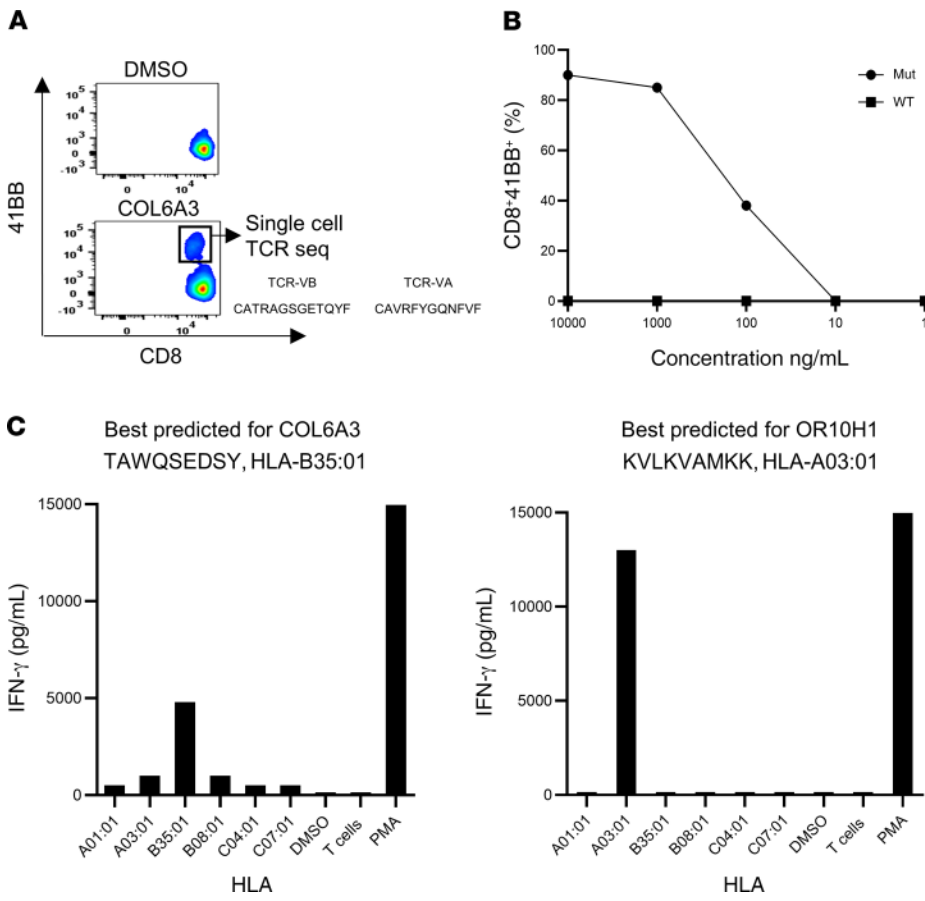 A
DMSO
10⁵
10⁴
10³
0
-10³
0
10⁴
COL6A3
10⁵
10³
0
-10³
0
10⁴
41BB
CD8
Single cell
TCR seq
TCR-VB TCR-VA
CATRAGSGETQYF CAVRFYGQNFVF
B
100
80
60
40
20
0
CD8⁺41BB⁺ (%)
Mut
WT
10000 1000 100 10 1
Concentration ng/mL
C
Best predicted for COL6A3
TAWQSEDSY, HLA-B35:01
15000
10000
5000
0
IFN-γ (pg/mL)
A01:01 A03:01 B35:01 B08:01 C04:01 C07:01 DMSO T cells PMA
HLA
Best predicted for OR10H1
KVLKVAMKK, HLA-A03:01
15000
10000
5000
0
IFN-γ (pg/mL)
A01:01 A03:01 B35:01 B08:01 C04:01 C07:01 DMSO T cells PMA
HLA